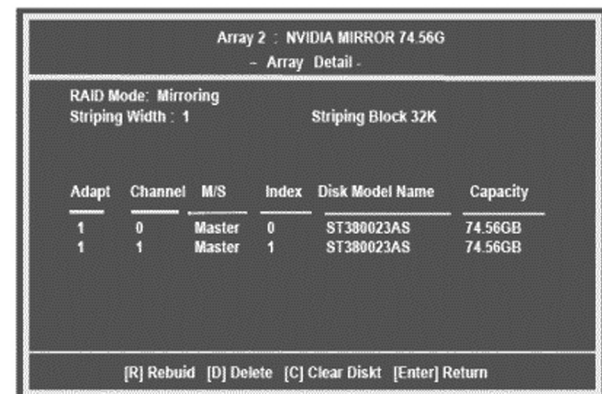 Array 2 : NVIDIA MIRROR 74.56G
- Array Detail -
RAID Mode: Mirroring
Striping Width : 1 Striping Block 32K
Adapt Channel M/S Index Disk Model Name Capacity
1 0 Master 0 ST380023AS 74.56GB
1 1 Master 1 ST380023AS 74.56GB
[R] Rebuid [D] Delete [C] Clear Diskt [Enter] Return